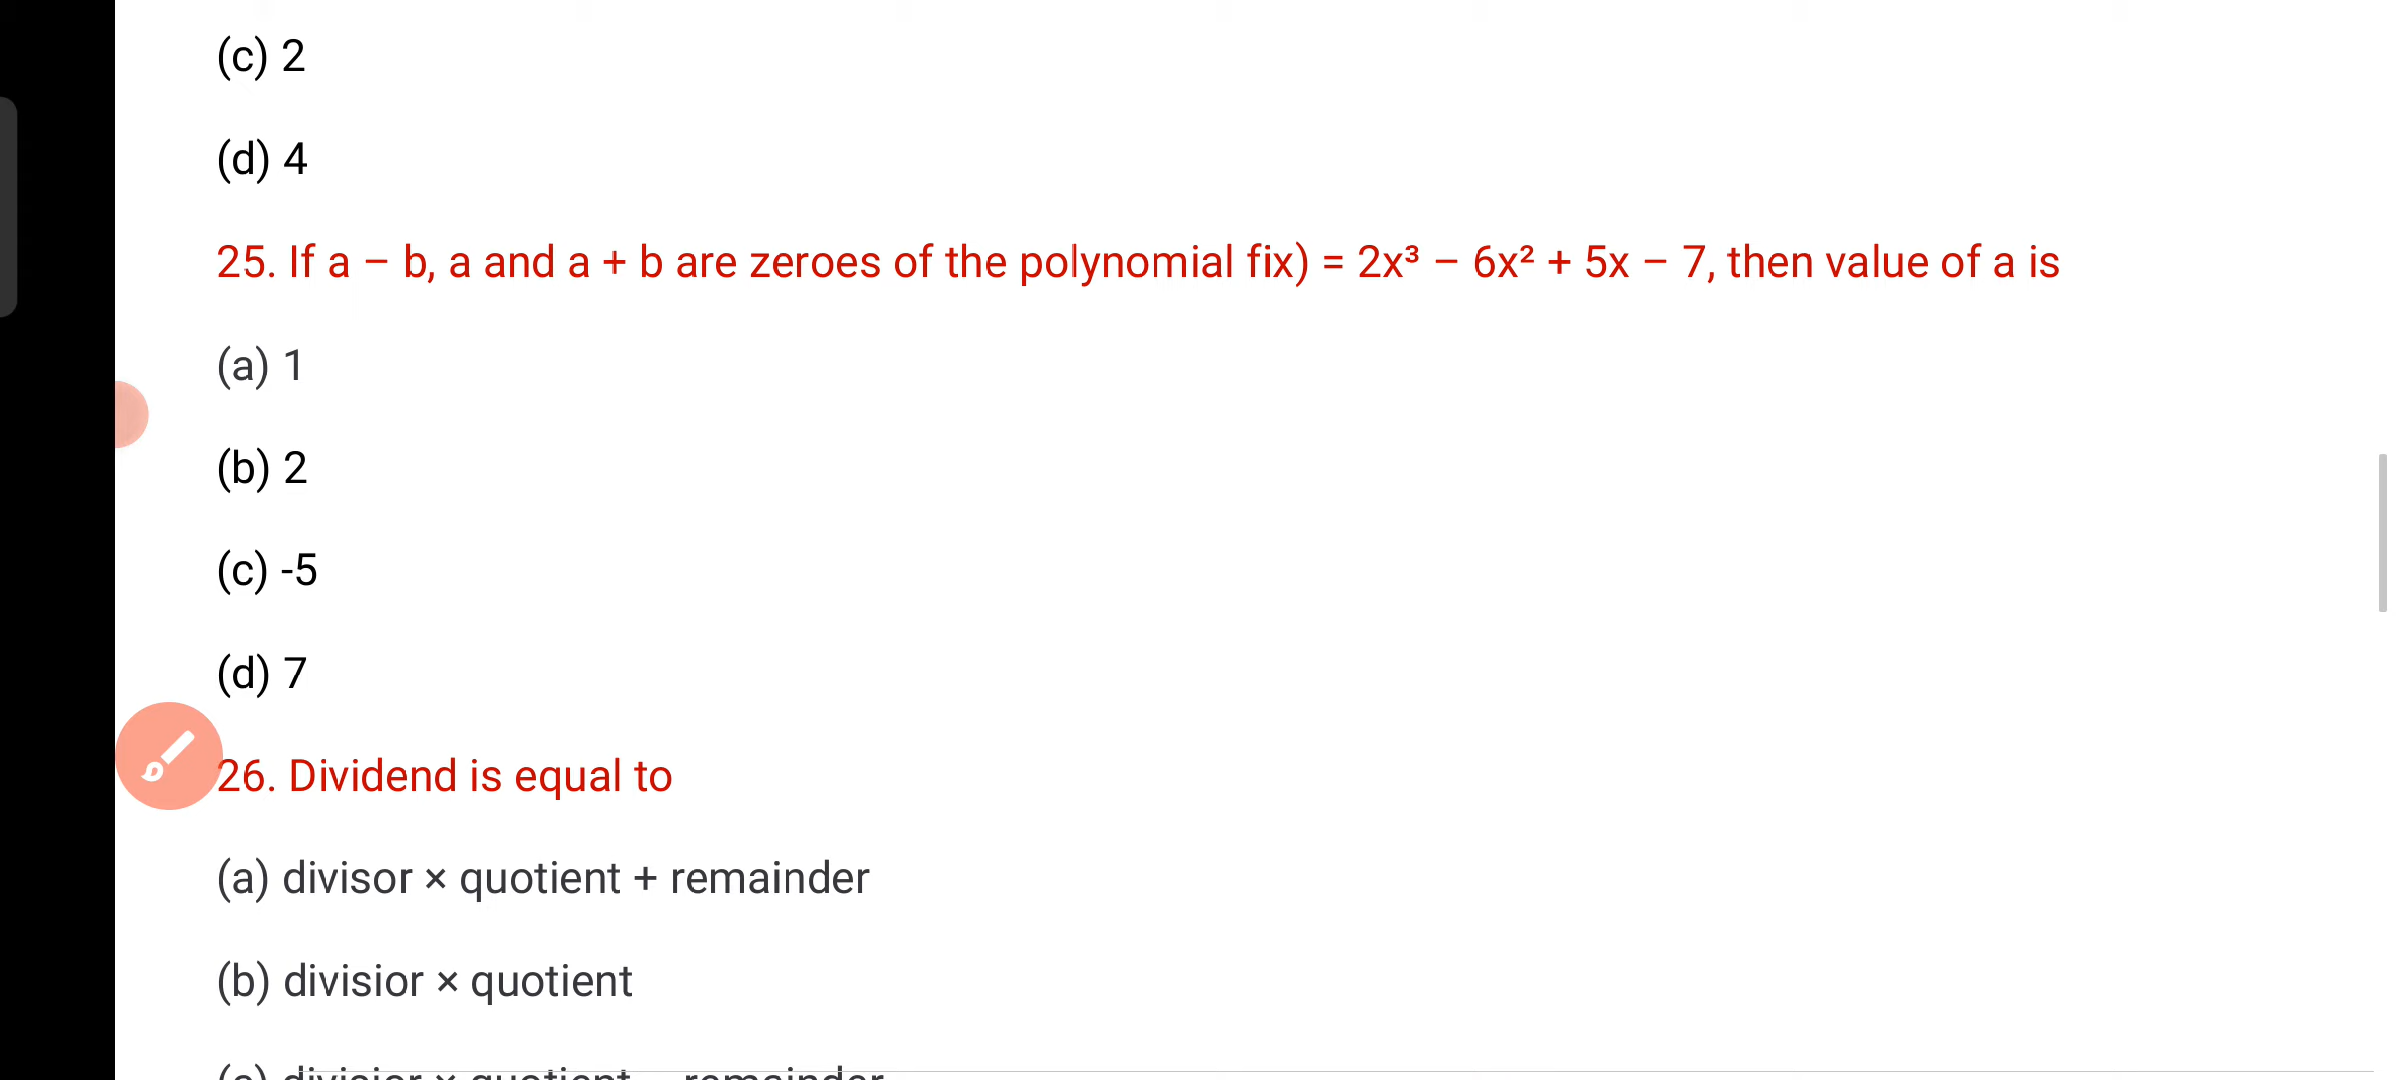 (c) 2
(d) 4
25. If a – b, a and a + b are zeroes of the polynomial fix) = 2x³ – 6x² + 5x – 7, then value of a is
(a) 1
(b) 2
(c) -5
(d) 7
26. Dividend is equal to
(a) divisor × quotient + remainder
(b) divisior × quotient